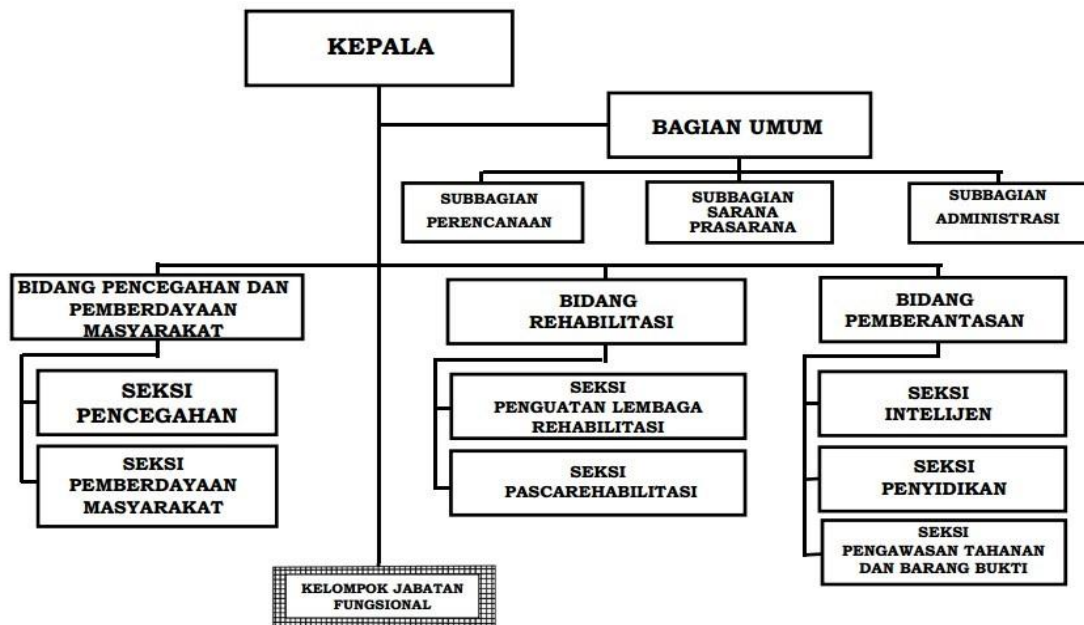 KEPALA
BAGIAN UMUM
SUBBAGIAN
PERENCANAAN
SUBBAGIAN
SARANA
PRASARANA
SUBBAGIAN
ADMINISTRASI
BIDANG PENCEGAHAN DAN
PEMBERDAYAAN
MASYARAKAT
BIDANG
REHABILITASI
BIDANG
PEMBERANTASAN
SEKSI
PENCEGAHAN
SEKSI
PEMBERDAYAAN
MASYARAKAT
SEKSI
PENGUATAN LEMBAGA
REHABILITASI
SEKSI
PASCAREHABILITASI
SEKSI
INTELIJEN
SEKSI
PENYIDIKAN
SEKSI
PENGAWASAN TAHANAN
DAN BARANG BUKTI
KELOMPOK JABATAN
FUNGSIONAL